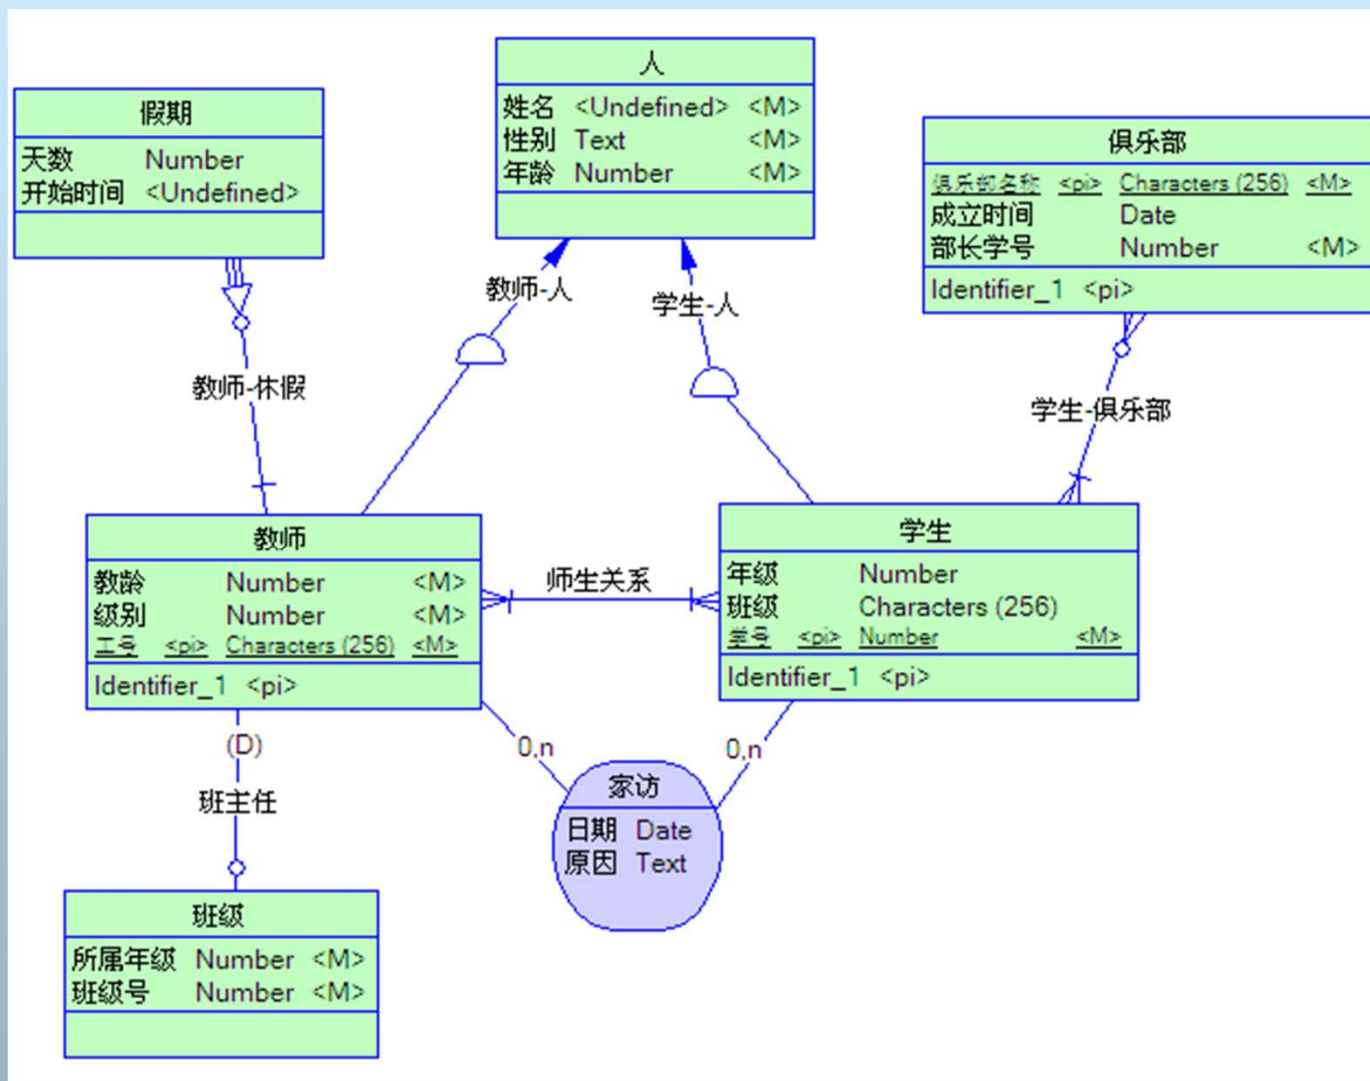 人
姓名 <Undefined> <M>
性别 Text <M>
年龄 Number <M>
假期
天数 Number
开始时间 <Undefined>
俱乐部
俱乐部名称 <pi> Characters (256) <M>
成立时间 Date
部长学号 Number <M>
Identifier_1 <pi>
教师-人
学生-人
教师-休假
学生-俱乐部
教师
教龄 Number <M>
级别 Number <M>
工号 <pi> Characters (256) <M>
Identifier_1 <pi>
师生关系
学生
年级 Number
班级 Characters (256)
学号 <pi> Number <M>
Identifier_1 <pi>
(D)
0,n
0,n
班主任
家访
日期 Date
原因 Text
班级
所属年级 Number <M>
班级号 Number <M>